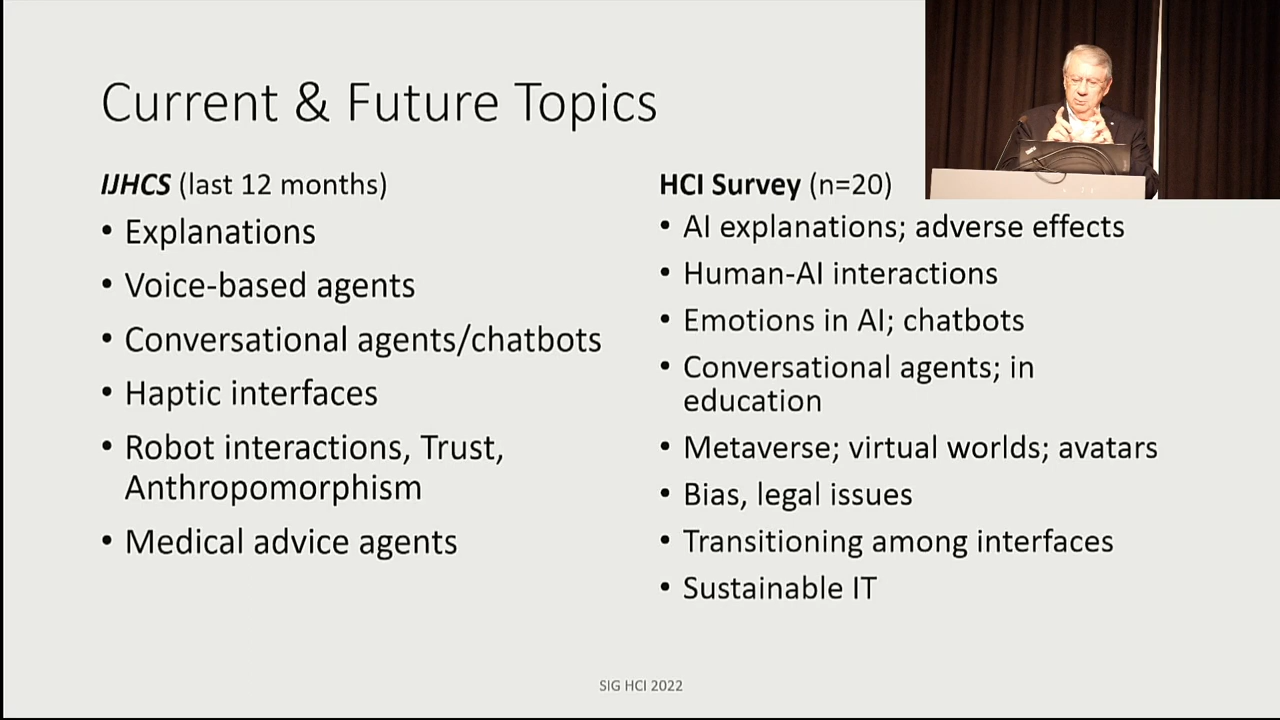 Current & Future Topics
IJHCS (last 12 months)
• Explanations
• Voice-based agents
• Conversational agents/chatbots
• Haptic interfaces
• Robot interactions, Trust,
Anthropomorphism
• Medical advice agents
HCI Survey (n=20)
• AI explanations; adverse effects
• Human-AI interactions
• Emotions in AI; chatbots
• Conversational agents; in
education
• Metaverse; virtual worlds; avatars
• Bias, legal issues
• Transitioning among interfaces
• Sustainable IT
SIG HCI 2022